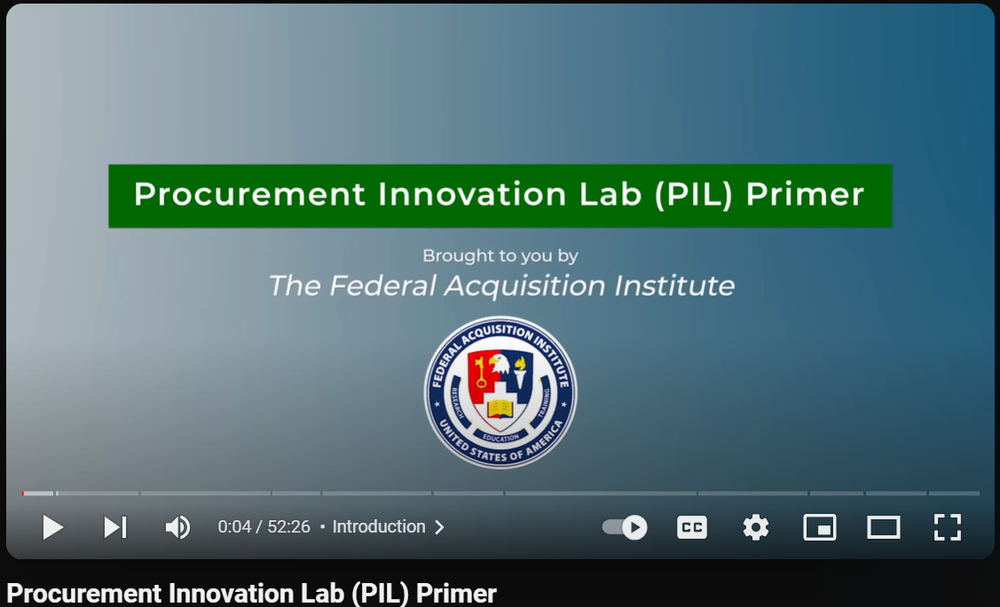 Procurement Innovation Lab (PIL) Primer
Brought to you by
The Federal Acquisition Institute
FEDERAL ACQUISITION INSTITUTE
RESEARCH
EDUCATION
TRAINING
UNITED STATES OF AMERICA
0:04 / 52:26 • Introduction
CC
Procurement Innovation Lab (PIL) Primer